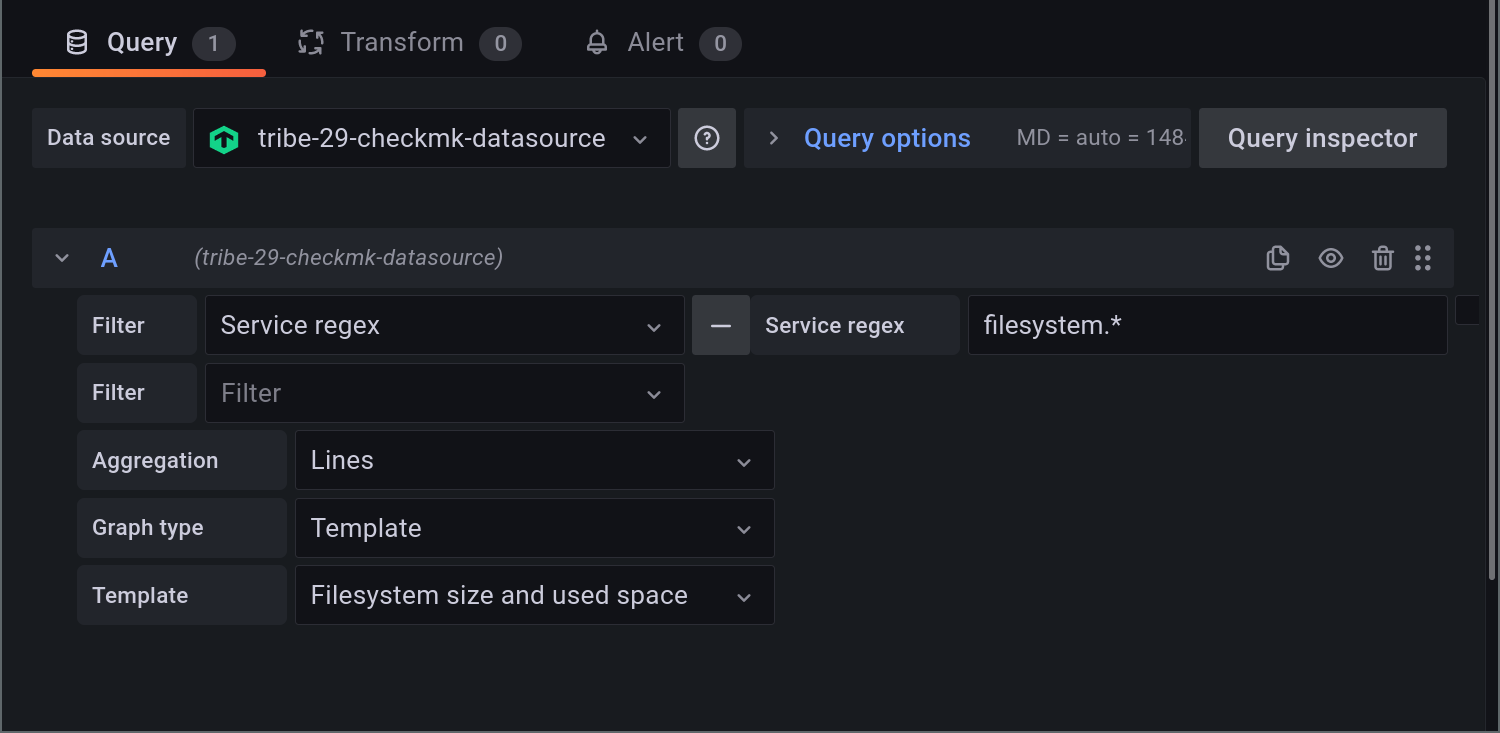 Query 1 Transform 0 Alert 0
Data source tribe-29-checkmk-datasource Query options MD = auto = 148 Query inspector
A (tribe-29-checkmk-datasource)
Filter Service regex Service regex filesystem.*
Filter Filter
Aggregation Lines
Graph type Template
Template Filesystem size and used space